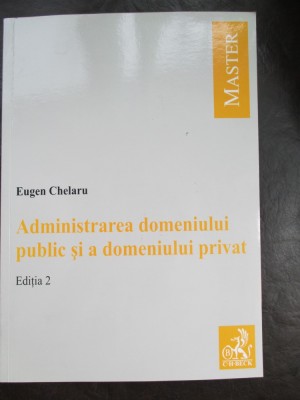 MASTER
Eugen Chelaru
Administrarea domeniului
public și a domeniului privat
Ediția 2
C·H·BECK